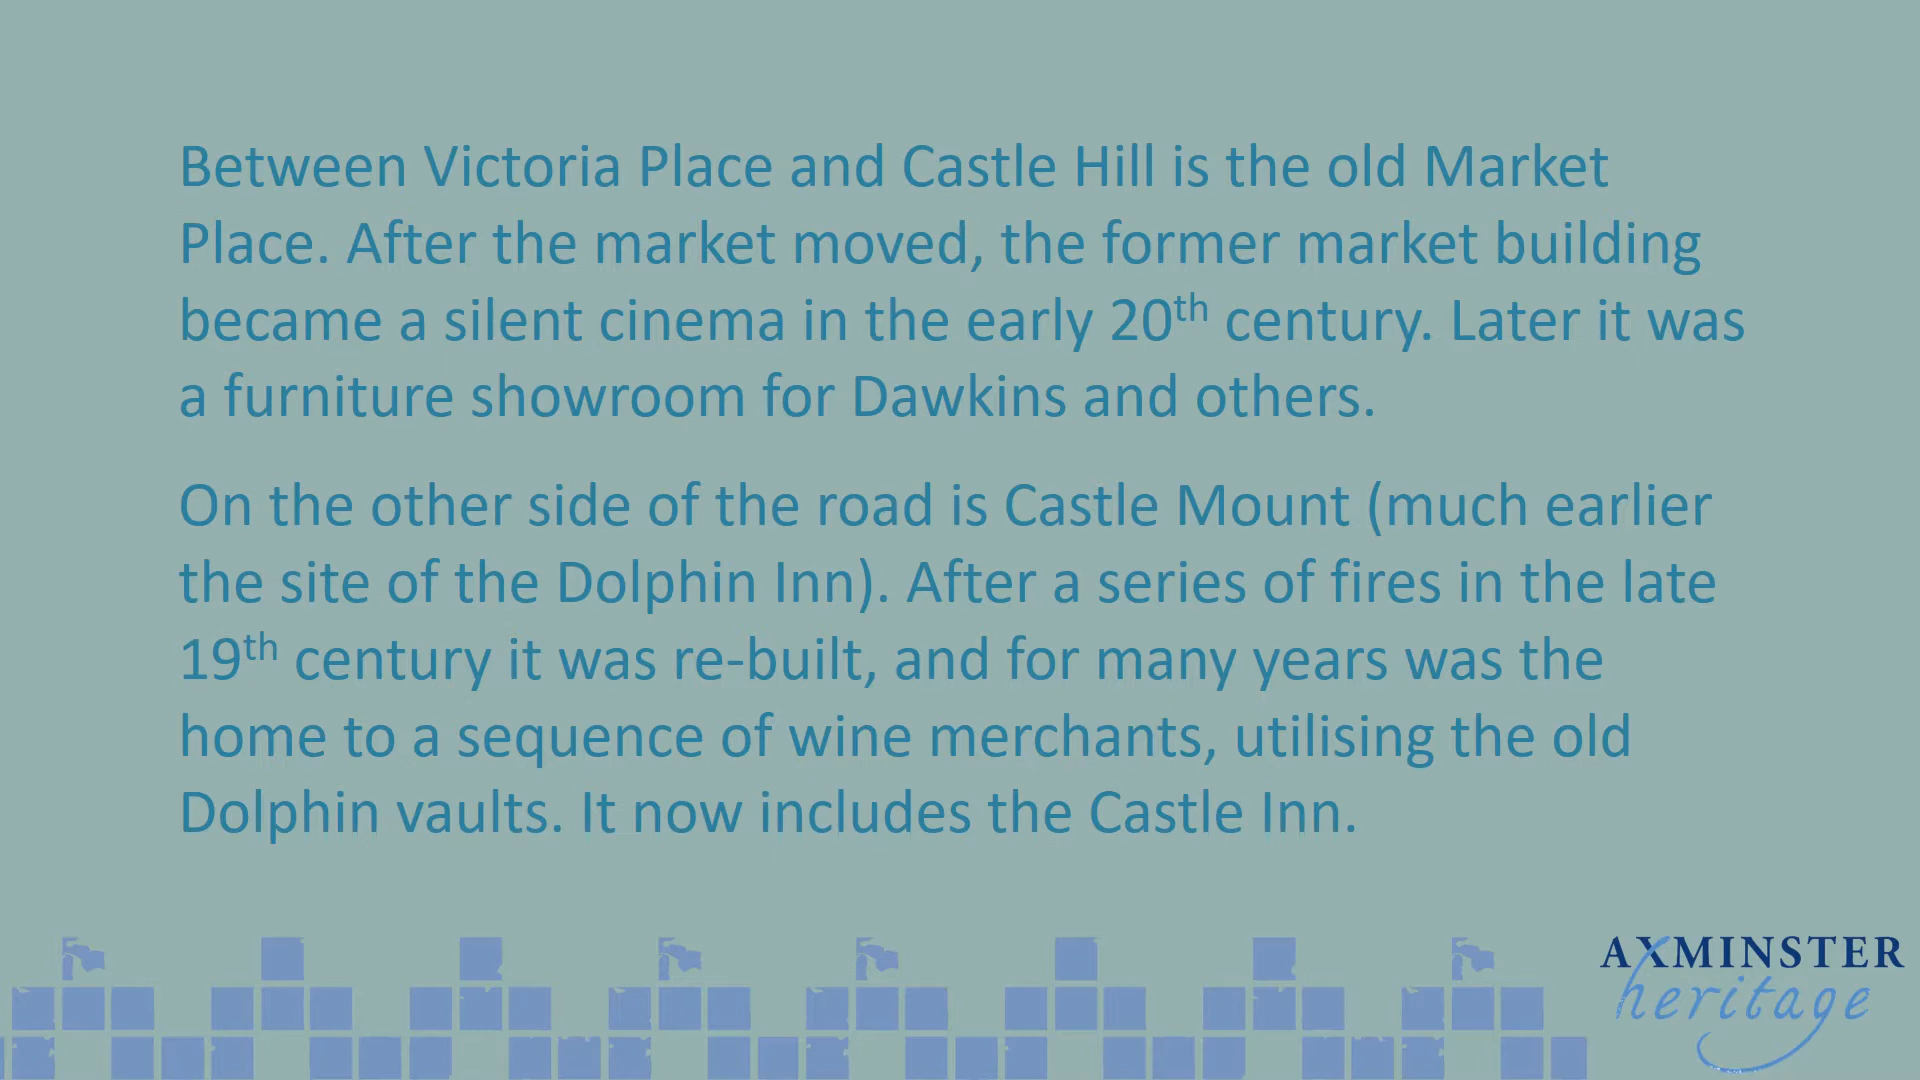 Between Victoria Place and Castle Hill is the old Market
Place. After the market moved, the former market building
became a silent cinema in the early 20th century. Later it was
a furniture showroom for Dawkins and others.
On the other side of the road is Castle Mount (much earlier
the site of the Dolphin Inn). After a series of fires in the late
19th century it was re-built, and for many years was the
home to a sequence of wine merchants, utilising the old
Dolphin vaults. It now includes the Castle Inn.
AXMINSTER
heritage